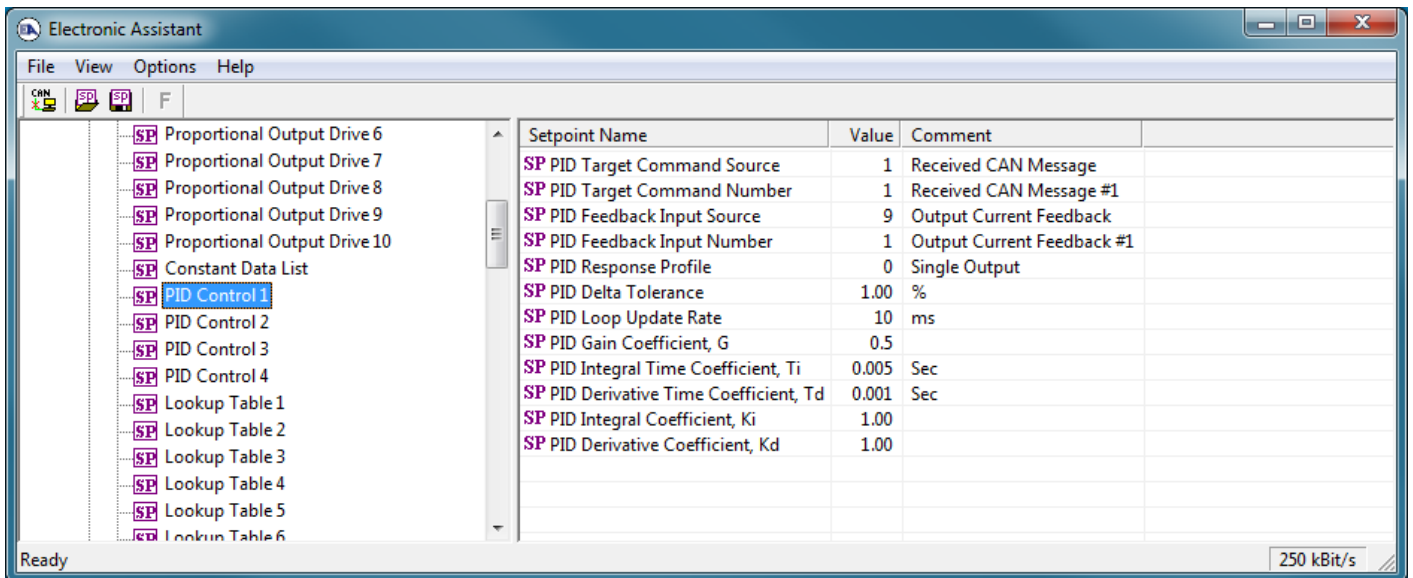 Electronic Assistant
File View Options Help
CAN SP SP F
SP Proportional Output Drive 6
SP Proportional Output Drive 7
SP Proportional Output Drive 8
SP Proportional Output Drive 9
SP Proportional Output Drive 10
SP Constant Data List
SP PID Control 1
SP PID Control 2
SP PID Control 3
SP PID Control 4
SP Lookup Table 1
SP Lookup Table 2
SP Lookup Table 3
SP Lookup Table 4
SP Lookup Table 5
SP Lookup Table 6
Setpoint Name Value Comment
SP PID Target Command Source 1 Received CAN Message
SP PID Target Command Number 1 Received CAN Message #1
SP PID Feedback Input Source 9 Output Current Feedback
SP PID Feedback Input Number 1 Output Current Feedback #1
SP PID Response Profile 0 Single Output
SP PID Delta Tolerance 1.00 %
SP PID Loop Update Rate 10 ms
SP PID Gain Coefficient, G 0.5
SP PID Integral Time Coefficient, Ti 0.005 Sec
SP PID Derivative Time Coefficient, Td 0.001 Sec
SP PID Integral Coefficient, Ki 1.00
SP PID Derivative Coefficient, Kd 1.00
Ready 250 kBit/s